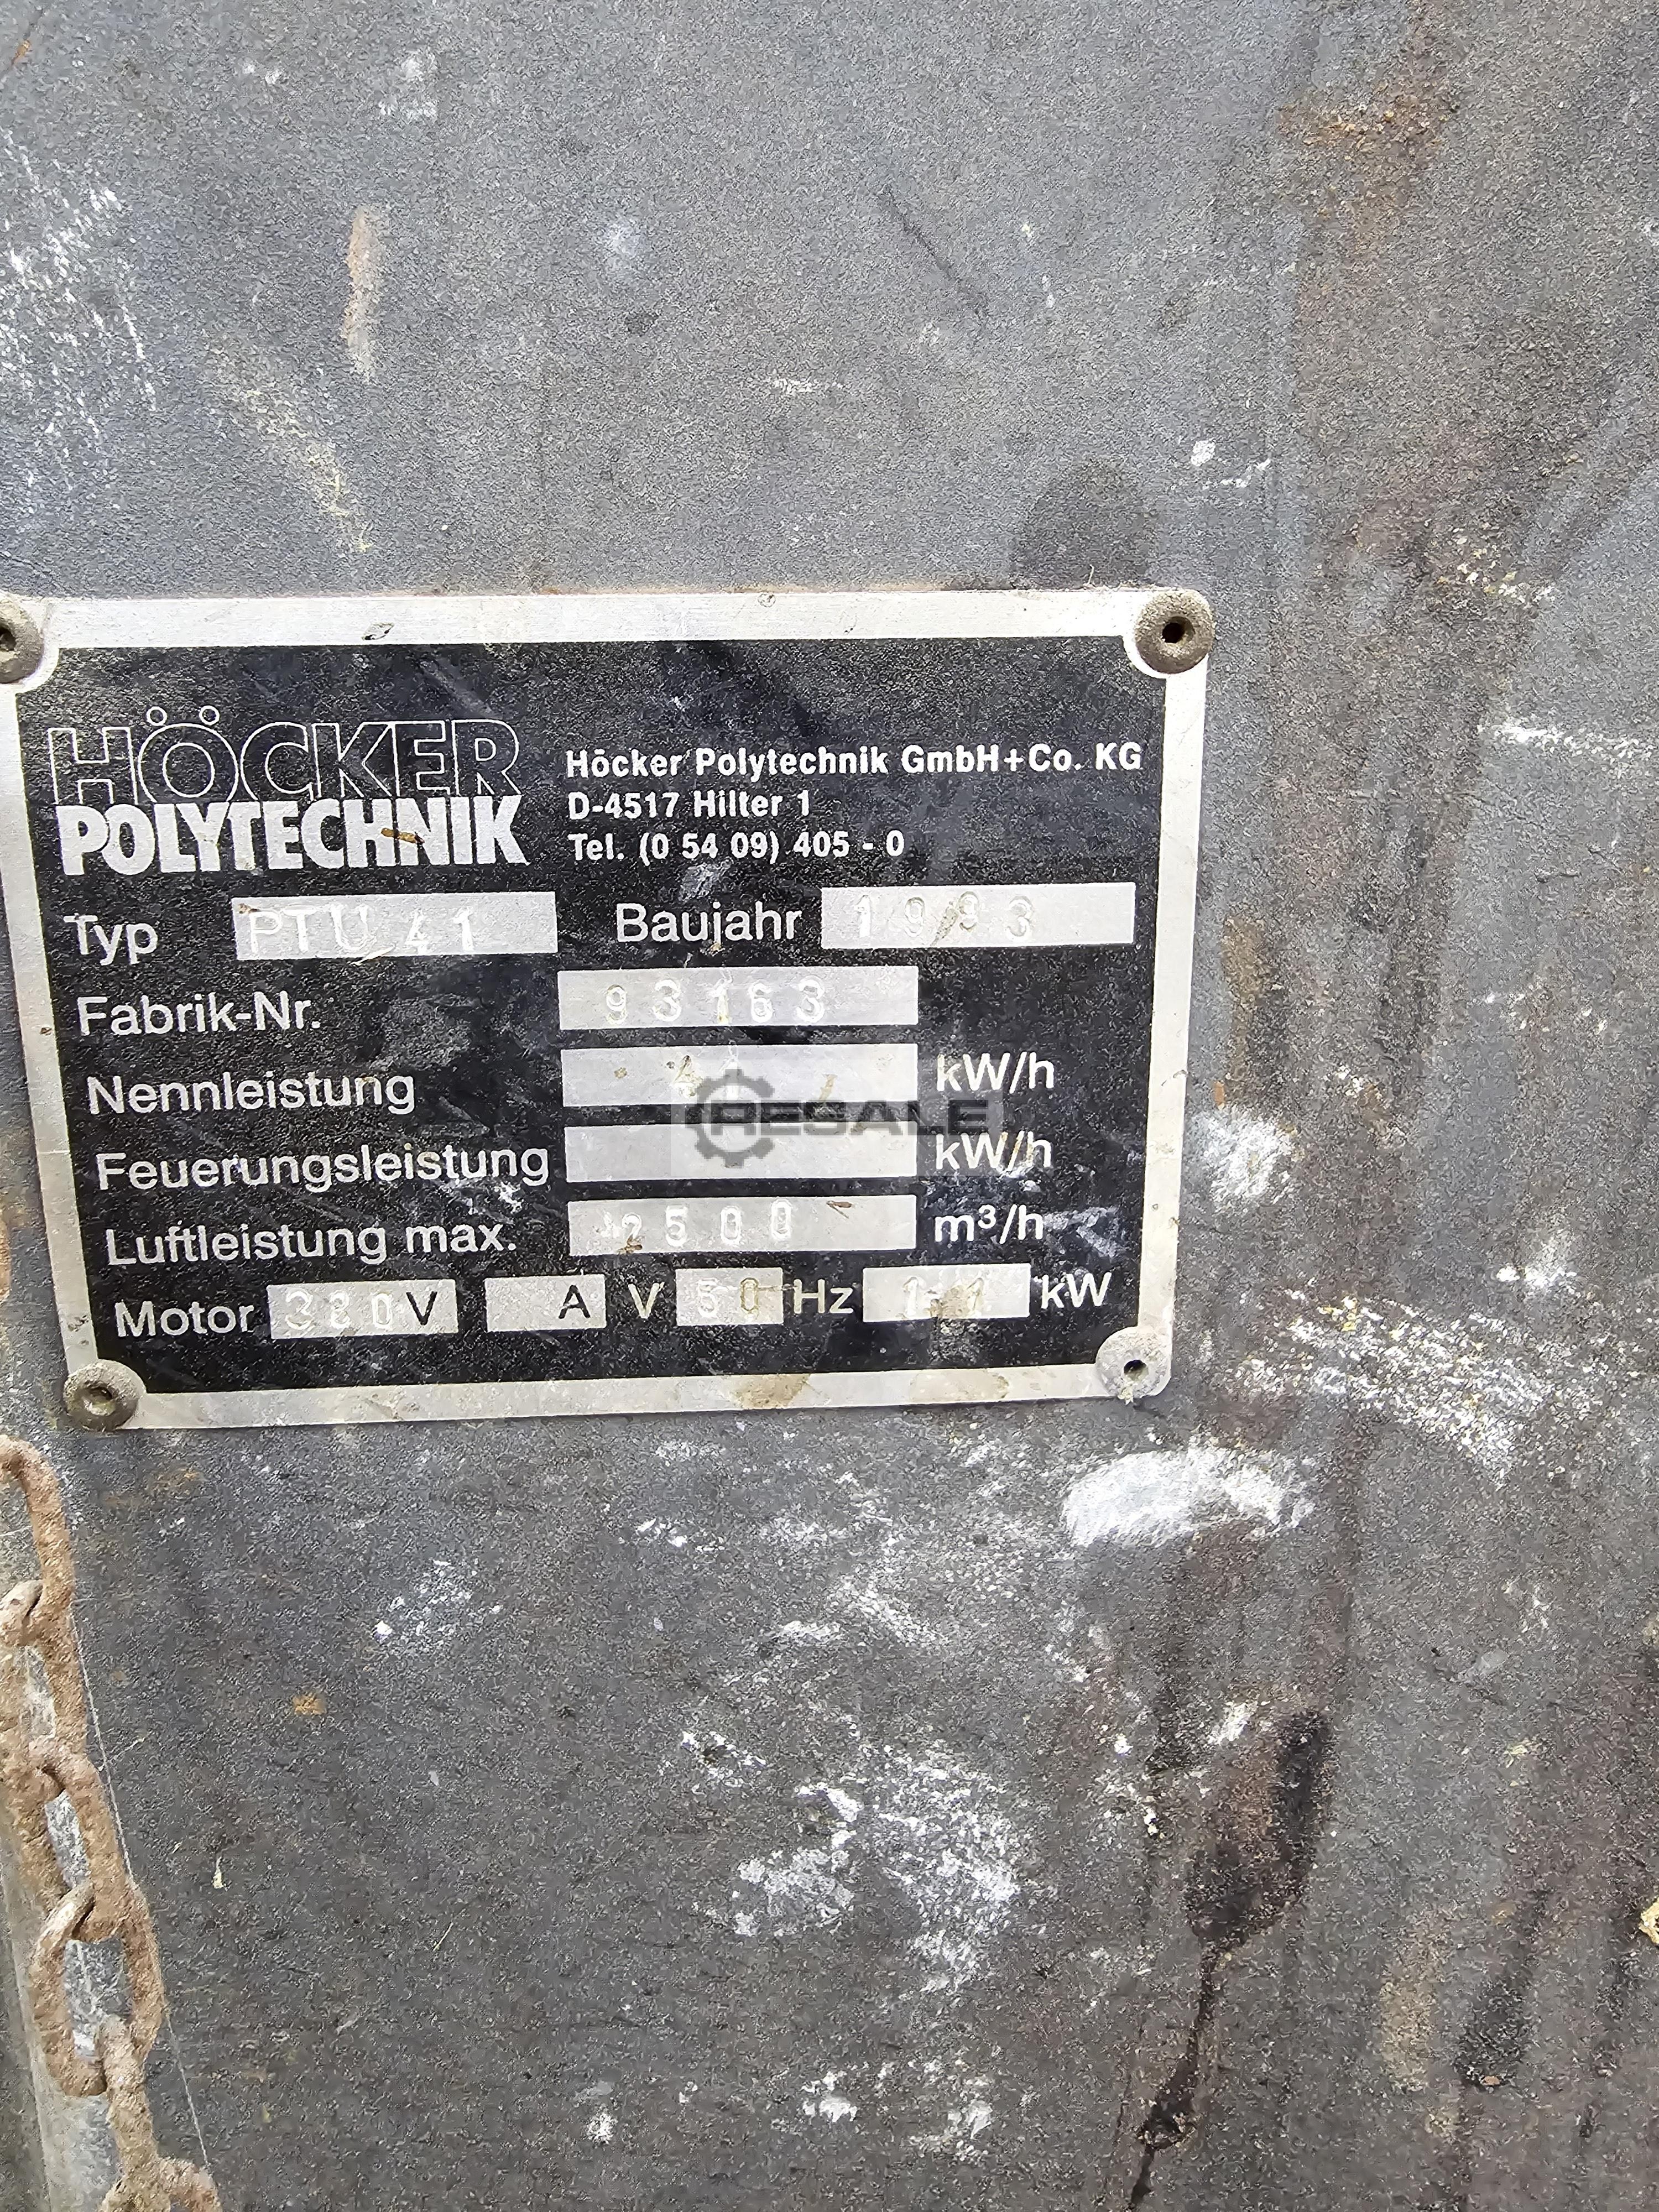 HÖCKER
POLYTECHNIK
Höcker Polytechnik GmbH+Co. KG
D-4517 Hilter 1
Tel. (0 54 09) 405 - 0
Typ PTU 41 Baujahr 1993
Fabrik-Nr. 93163
Nennleistung 4 kW/h
RESALE
Feuerungsleistung kW/h
Luftleistung max. 2500 m³/h
Motor 380V A V 50 Hz kW